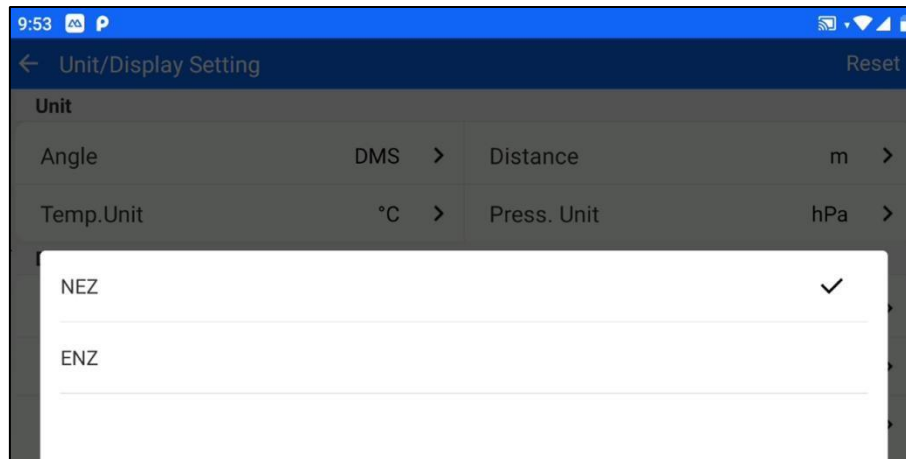 9:53
Unit/Display Setting Reset
Unit
Angle DMS Distance m
Temp.Unit °C Press. Unit hPa
NEZ
ENZ